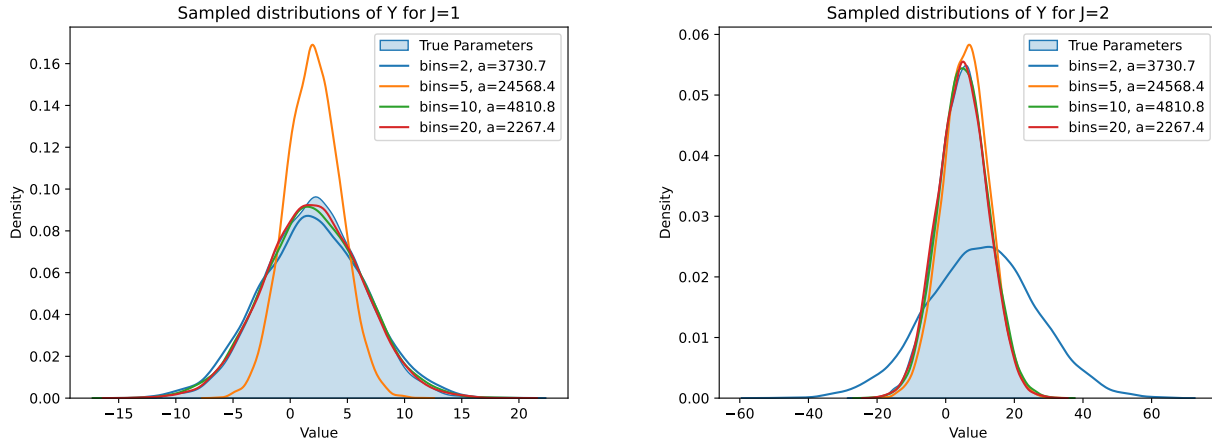 Sampled distributions of Y for J=1
Density
0.16
0.14
0.12
0.10
0.08
0.06
0.04
0.02
0.00
True Parameters
bins=2, a=3730.7
bins=5, a=24568.4
bins=10, a=4810.8
bins=20, a=2267.4
−15 −10 −5 0 5 10 15 20
Value
Sampled distributions of Y for J=2
Density
0.06
0.05
0.04
0.03
0.02
0.01
0.00
True Parameters
bins=2, a=3730.7
bins=5, a=24568.4
bins=10, a=4810.8
bins=20, a=2267.4
−60 −40 −20 0 20 40 60
Value